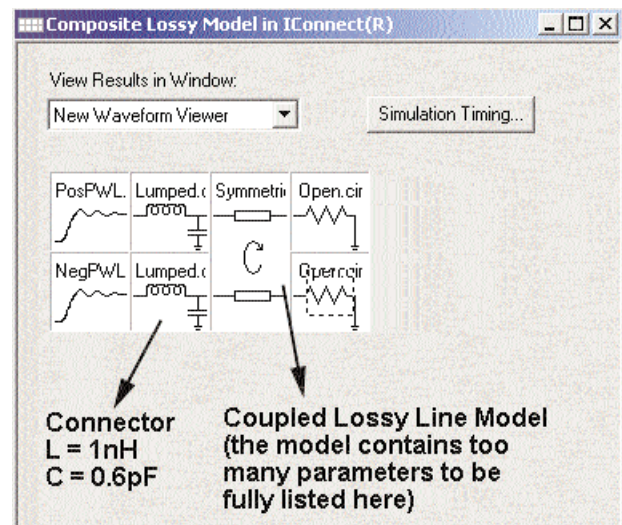 Composite Lossy Model in IConnect(R)
View Results in Window:
New Waveform Viewer
Simulation Timing...
PosPWL. Lumped.c Symmetri Open.cir
C
NegPWL Lumped.c Open.cir
Connector
L = 1nH
C = 0.6pF
Coupled Lossy Line Model
(the model contains too
many parameters to be
fully listed here)